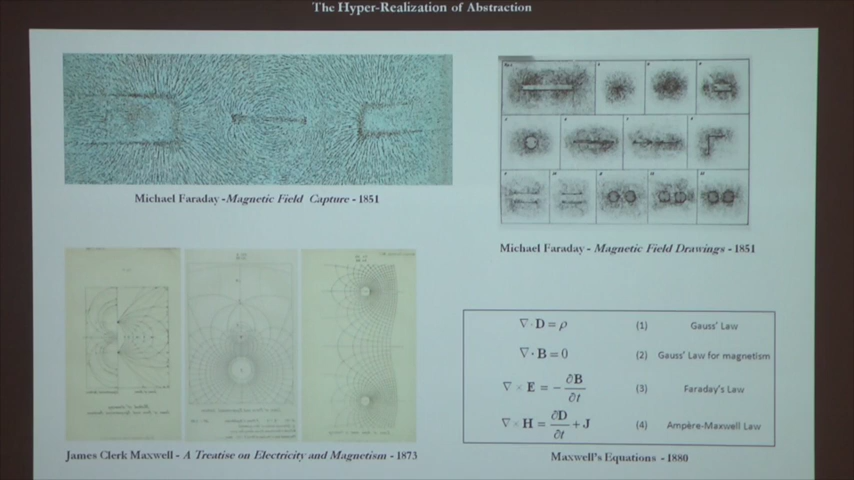 The Hyper-Realization of Abstraction
Michael Faraday - Magnetic Field Capture - 1851
Michael Faraday - Magnetic Field Drawings - 1851
∇ · D = ρ (1) Gauss' Law
∇ · B = 0 (2) Gauss' Law for magnetism
∇ × E = - ∂B/∂t (3) Faraday's Law
∇ × H = ∂D/∂t + J (4) Ampère-Maxwell Law
James Clerk Maxwell - A Treatise on Electricity and Magnetism - 1873
Maxwell's Equations - 1880